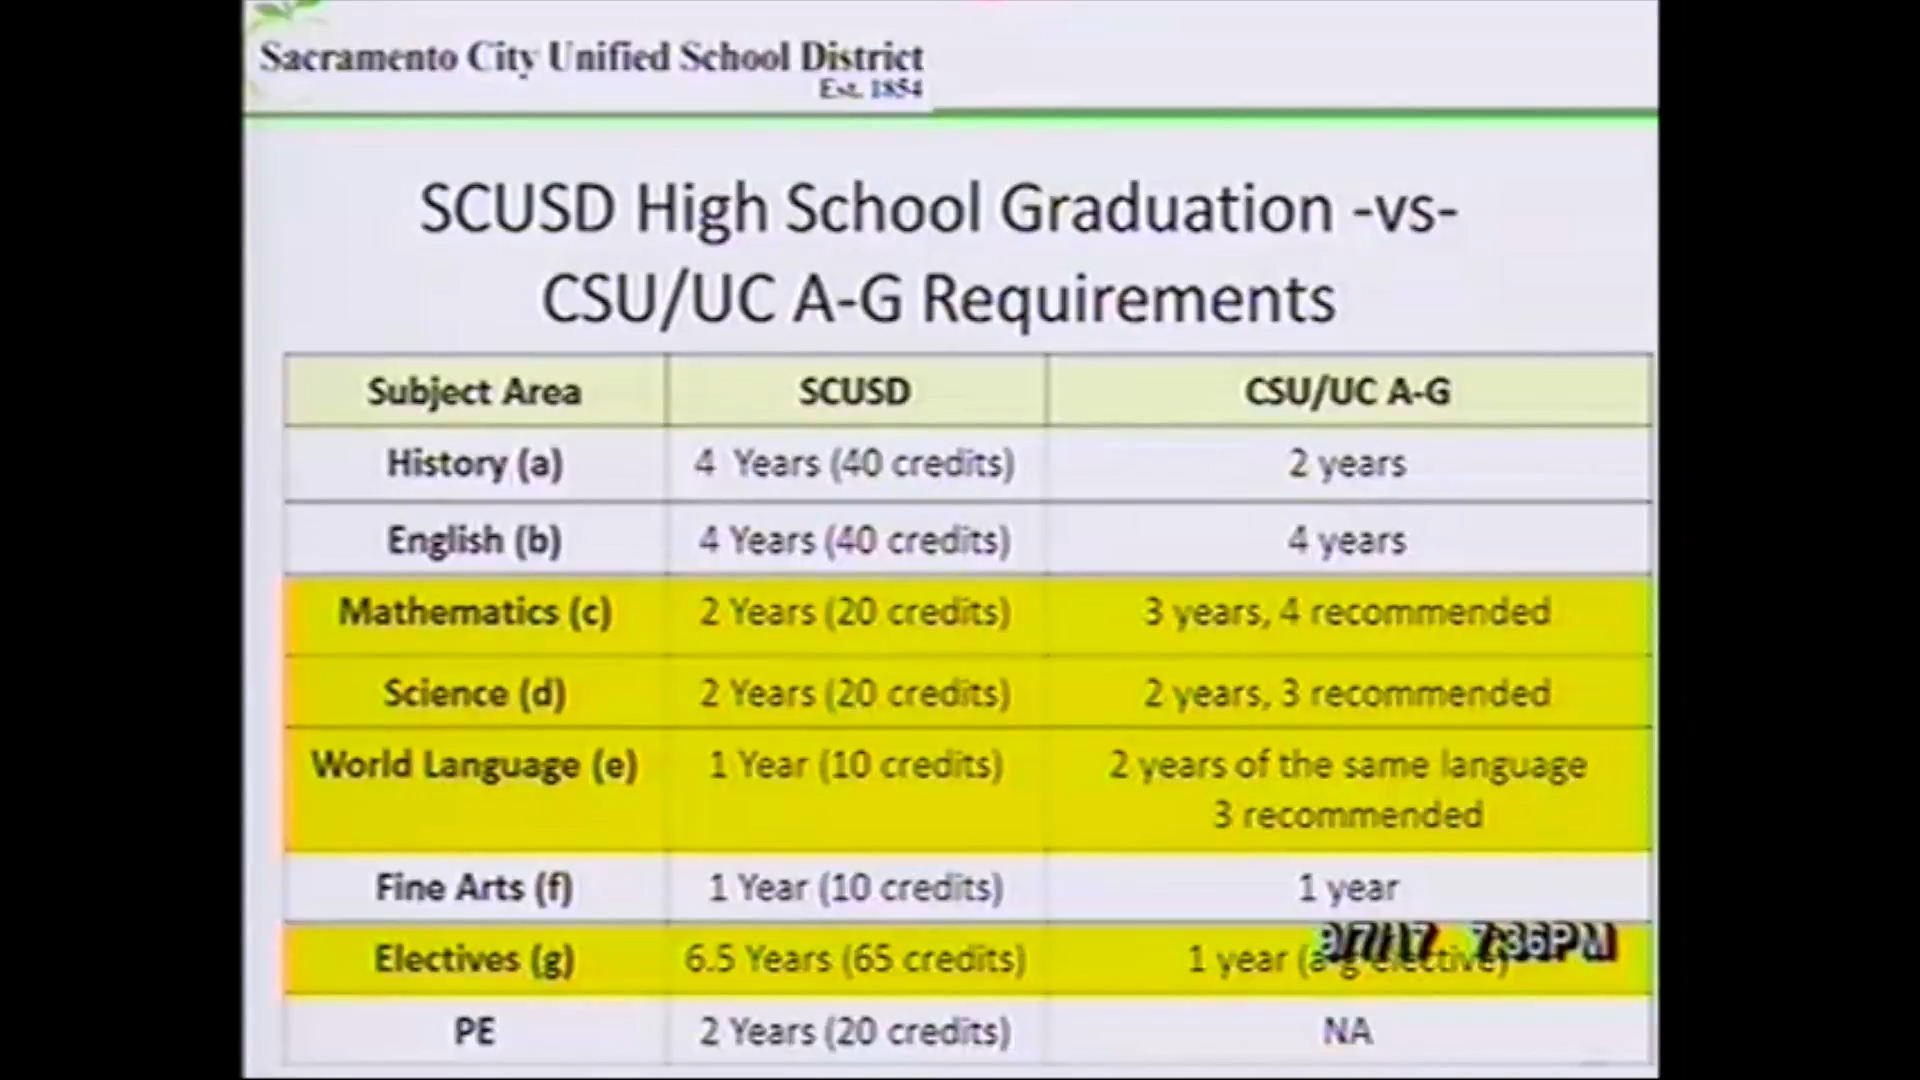 Sacramento City Unified School District
Est. 1854
SCUSD High School Graduation -vs-
CSU/UC A-G Requirements
Subject Area SCUSD CSU/UC A-G
History (a) 4 Years (40 credits) 2 years
English (b) 4 Years (40 credits) 4 years
Mathematics (c) 2 Years (20 credits) 3 years, 4 recommended
Science (d) 2 Years (20 credits) 2 years, 3 recommended
World Language (e) 1 Year (10 credits) 2 years of the same language
3 recommended
Fine Arts (f) 1 Year (10 credits) 1 year
9/7/17 7:36PM
Electives (g) 6.5 Years (65 credits) 1 year (a-g elective)
PE 2 Years (20 credits) NA